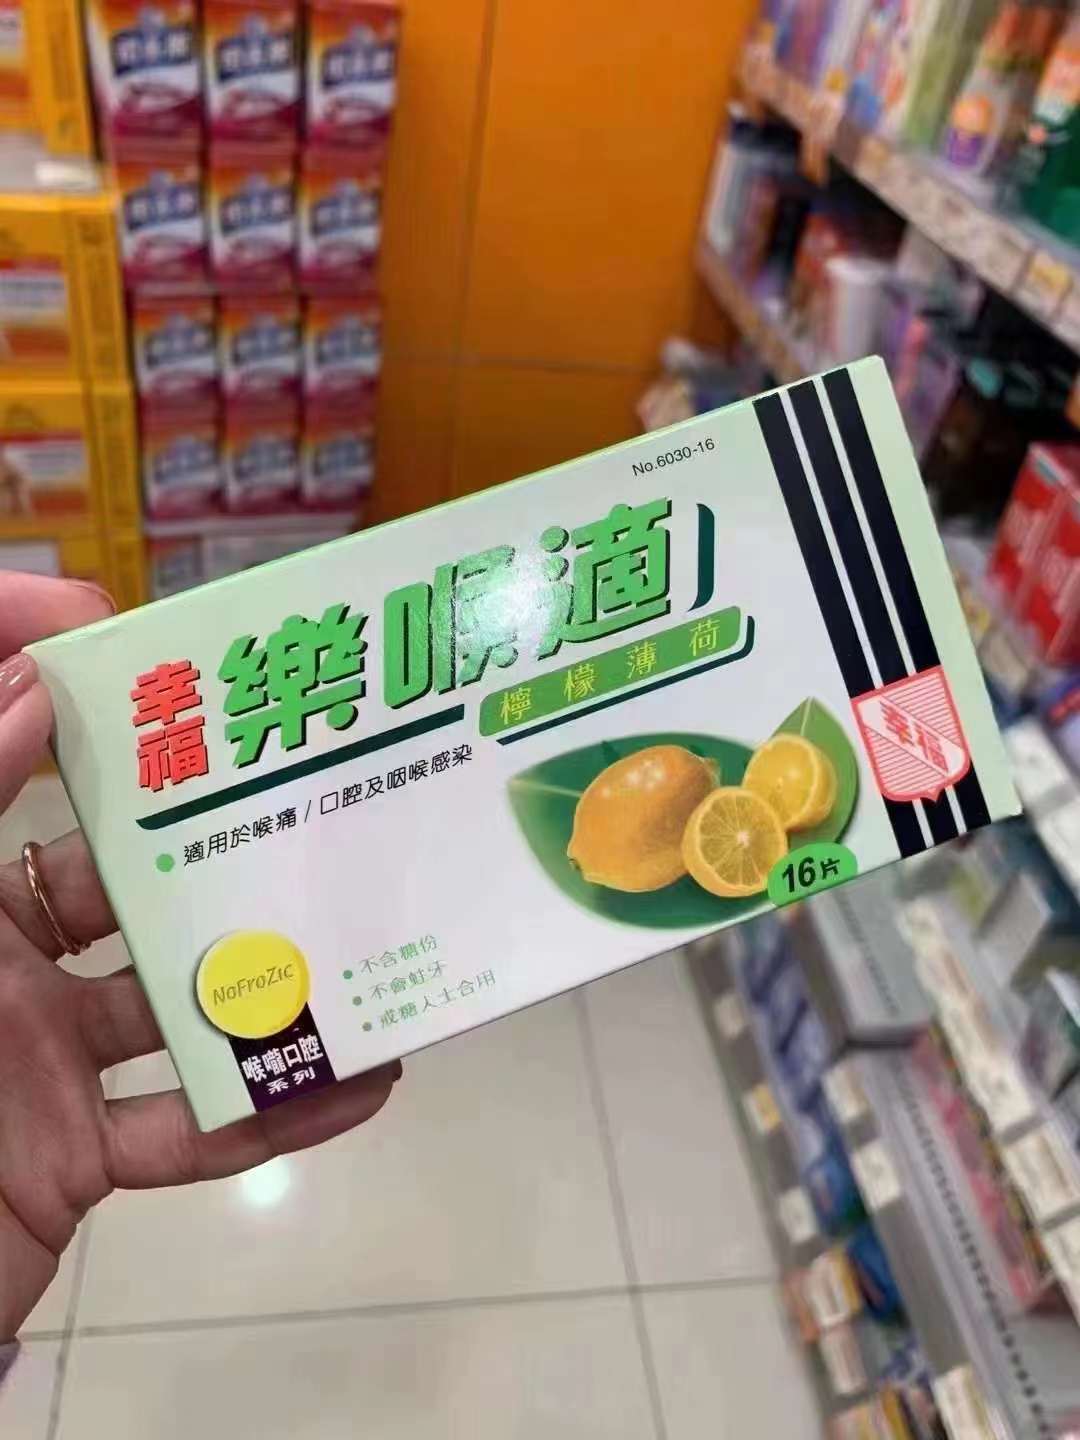 No.6030-16
幸福
樂喉適
檸檬薄荷
適用於喉痛/口腔及咽喉感染
幸福
16片
NoFroZic
不含糖份
不會蛀牙
戒糖人士合用
喉嚨口腔
系列